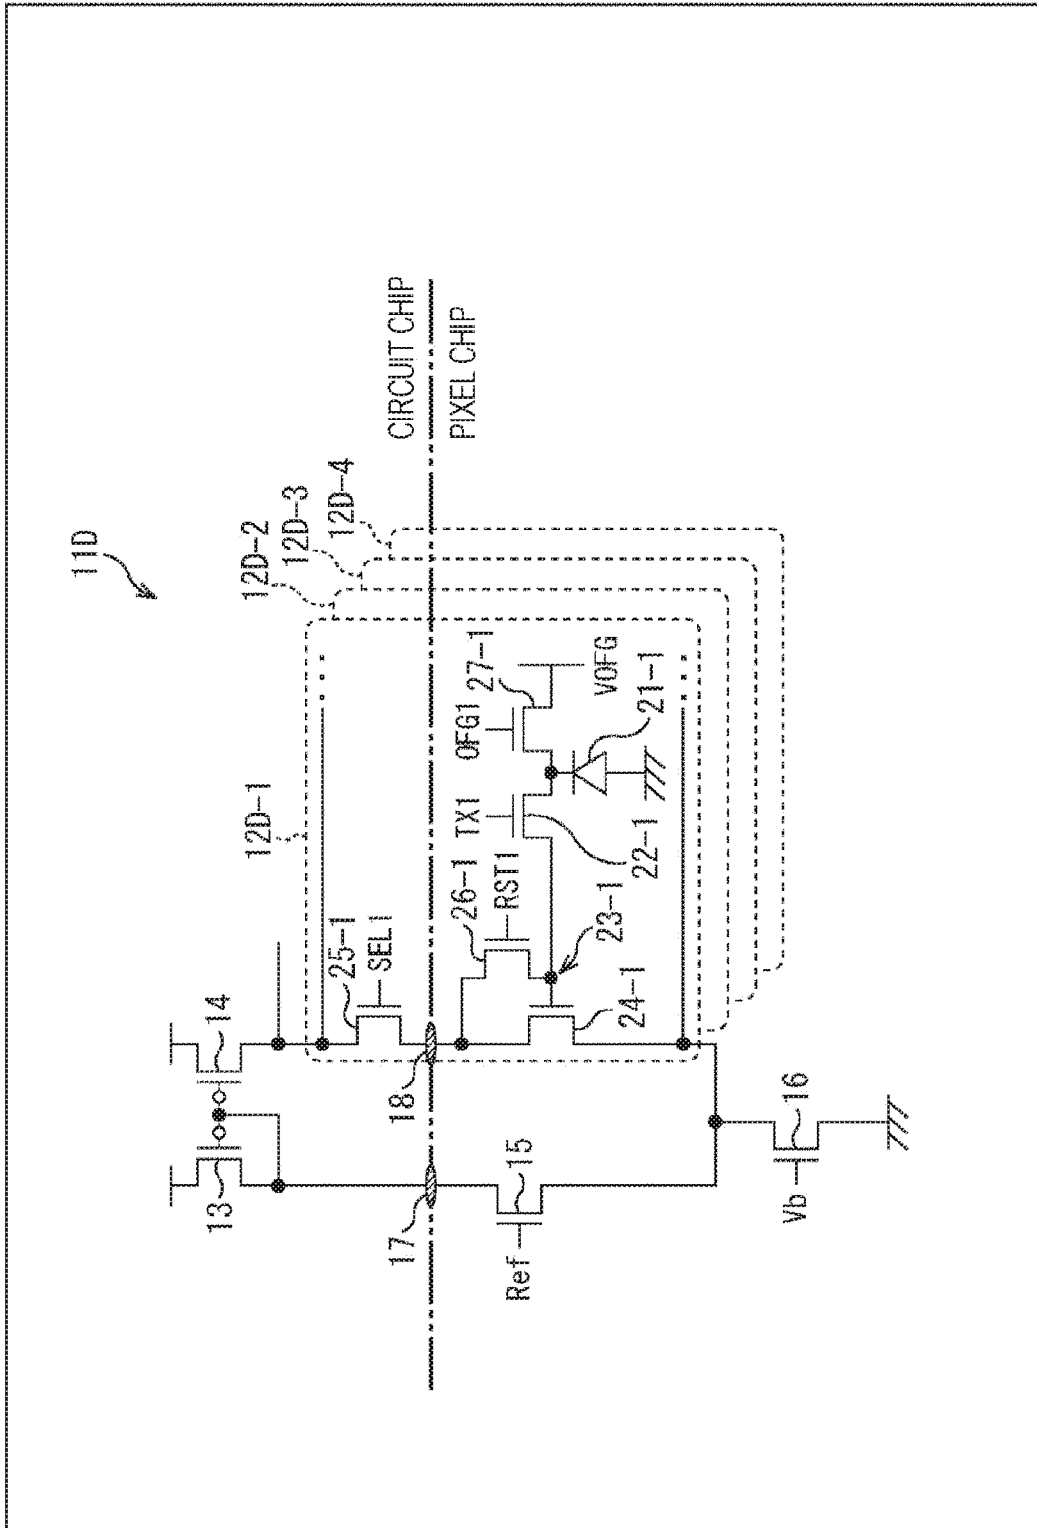 11D
12D-1
12D-2
12D-3
12D-4
13
14
25-1
SEL1
CIRCUIT CHIP
PIXEL CHIP
17
18
26-1
RST1
TX1
OFG1
27-1
VOFG
21-1
22-1
23-1
24-1
Ref
15
Vb
16